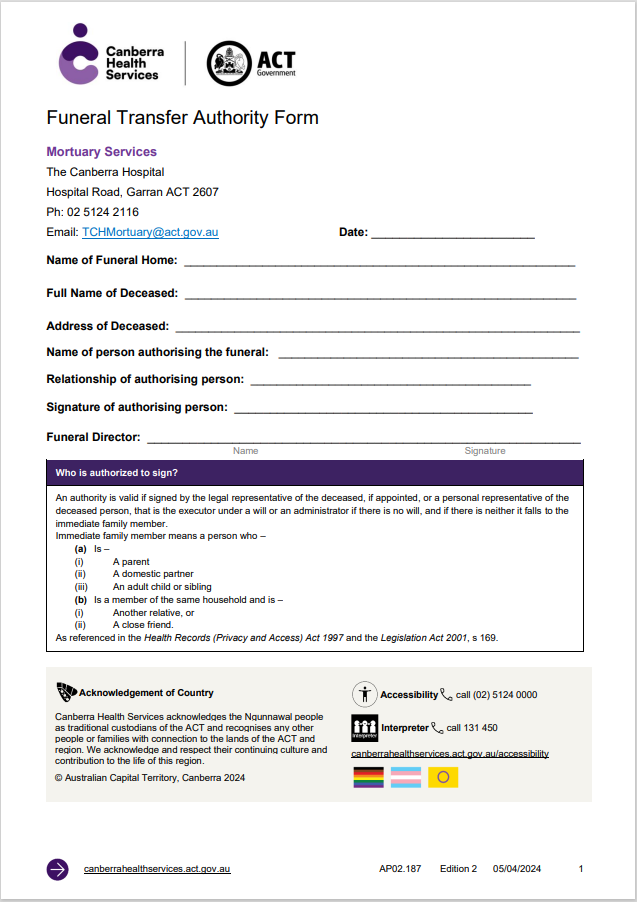 Canberra
Health
Services
ACT
Government
Funeral Transfer Authority Form
Mortuary Services
The Canberra Hospital
Hospital Road, Garran ACT 2607
Ph: 02 5124 2116
Email: TCHMortuary@act.gov.au Date: ________________________
Name of Funeral Home: ________________________
Full Name of Deceased: ________________________
Address of Deceased: ________________________
Name of person authorising the funeral: ________________________
Relationship of authorising person: ________________________
Signature of authorising person: ________________________
Funeral Director: ________________________
Name Signature
Who is authorized to sign?
An authority is valid if signed by the legal representative of the deceased, if appointed, or a personal representative of the
deceased person, that is the executor under a will or an administrator if there is no will, and if there is neither it falls to the
immediate family member.
Immediate family member means a person who –
(a) Is –
(i) A parent
(ii) A domestic partner
(iii) An adult child or sibling
(b) Is a member of the same household and is –
(i) Another relative, or
(ii) A close friend.
As referenced in the Health Records (Privacy and Access) Act 1997 and the Legislation Act 2001, s 169.
Acknowledgement of Country
Canberra Health Services acknowledges the Ngunnawal people
as traditional custodians of the ACT and recognises any other
people or families with connection to the lands of the ACT and
region. We acknowledge and respect their continuing culture and
contribution to the life of this region.
© Australian Capital Territory, Canberra 2024
Accessibility call (02) 5124 0000
Interpreter
Interpreter call 131 450
canberrahealthservices.act.gov.au/accessibility
canberrahealthservices.act.gov.au AP02.187 Edition 2 05/04/2024 1